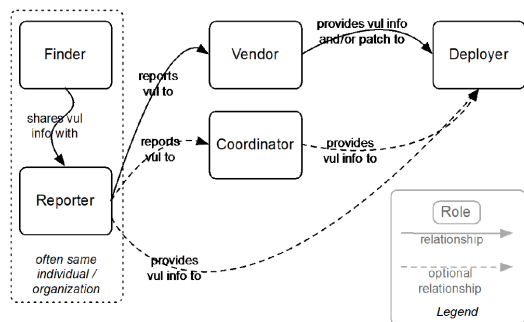 Finder
shares vul
info with
Reporter
often same
individual /
organization
reports
vul to
reports
vul to
provides
vul info to
Vendor
Coordinator
provides vul info
and/or patch to
provides
vul info to
Deployer
Role
relationship
optional
relationship
Legend